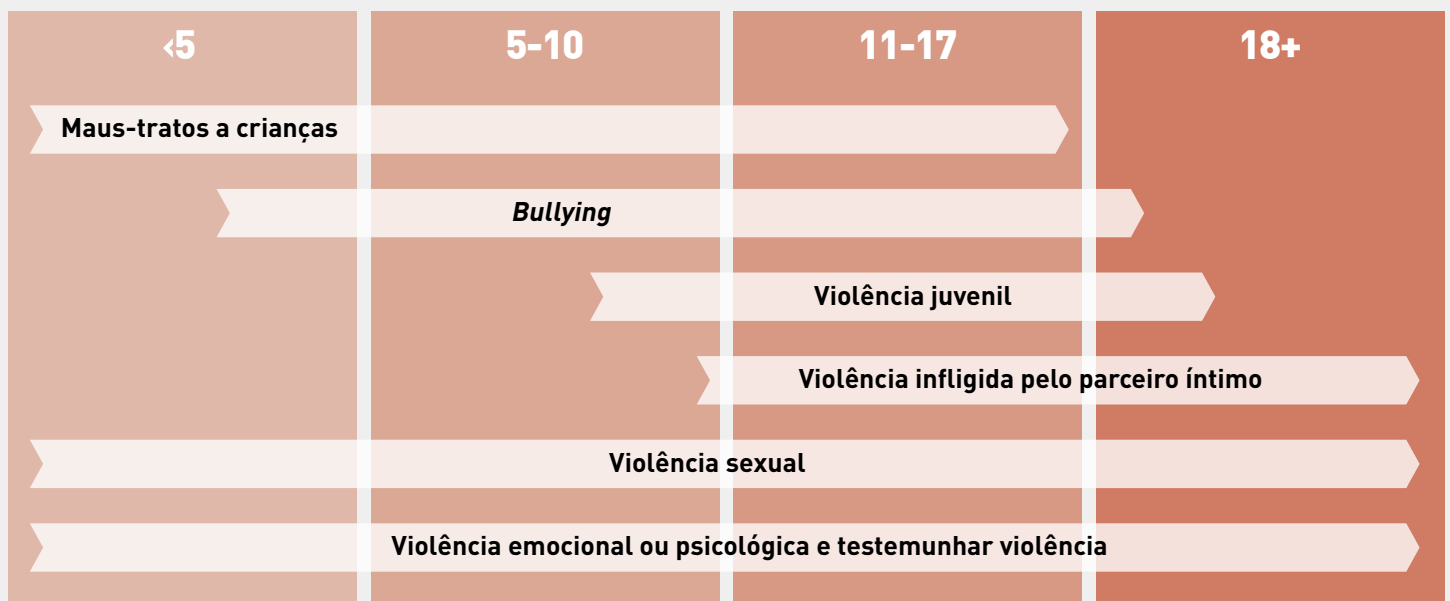 <5
5-10
11-17
18+
Maus-tratos a crianças
Bullying
Violência juvenil
Violência infligida pelo parceiro íntimo
Violência sexual
Violência emocional ou psicológica e testemunhar violência